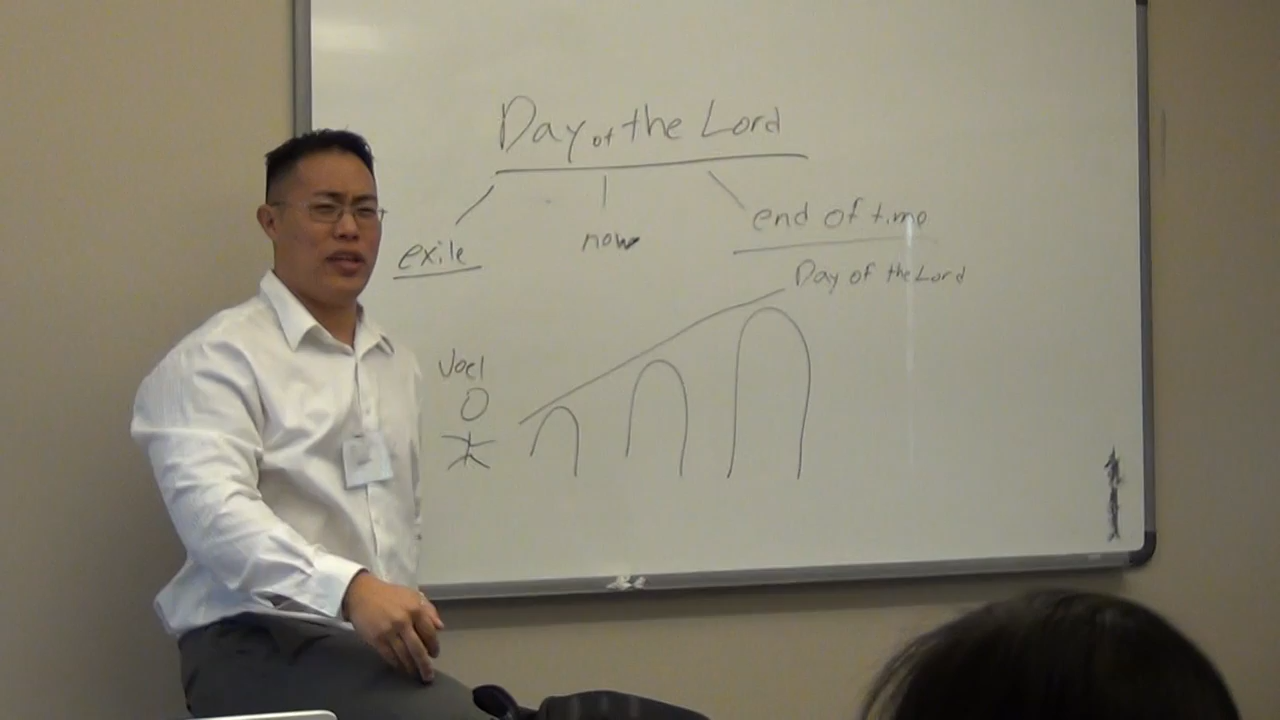 Day of the Lord
exile
now
end of time
Day of the Lord
Joel